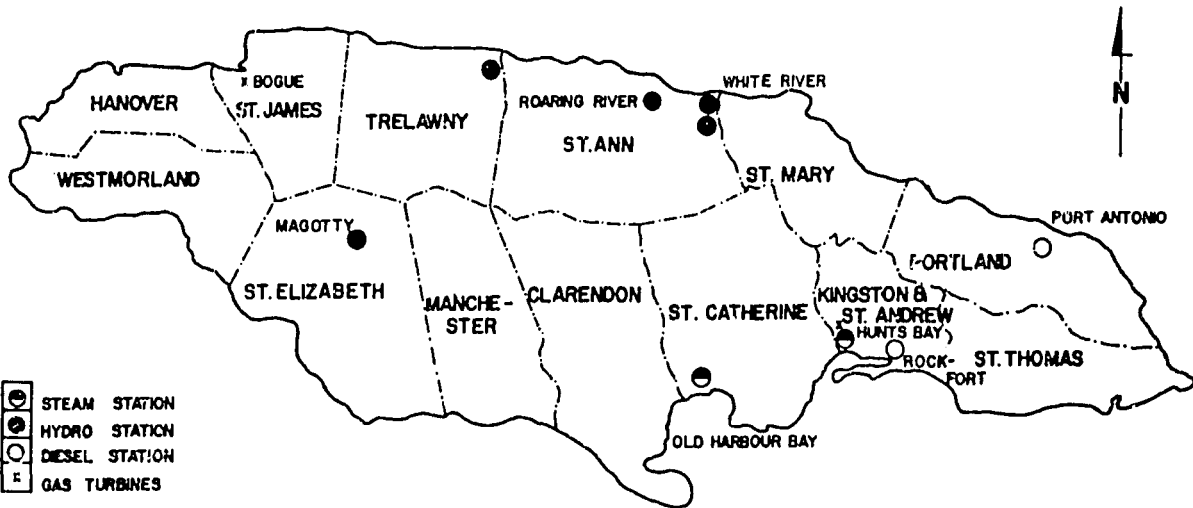 N
WHITE RIVER
BOGUE
ROARING RIVER
HANOVER
ST. JAMES
TRELAWNY
ST. ANN
WESTMORLAND
ST. MARY
PORT ANTONIO
MAGOTTY
PORTLAND
ST. ELIZABETH
MANCHE-
STER
CLARENDON
ST. CATHERINE
KINGSTON &
ST. ANDREW
HUNTS BAY
ROCK-
FORT
ST. THOMAS
OLD HARBOUR BAY
STEAM STATION
HYDRO STATION
DIESEL STATION
x GAS TURBINES